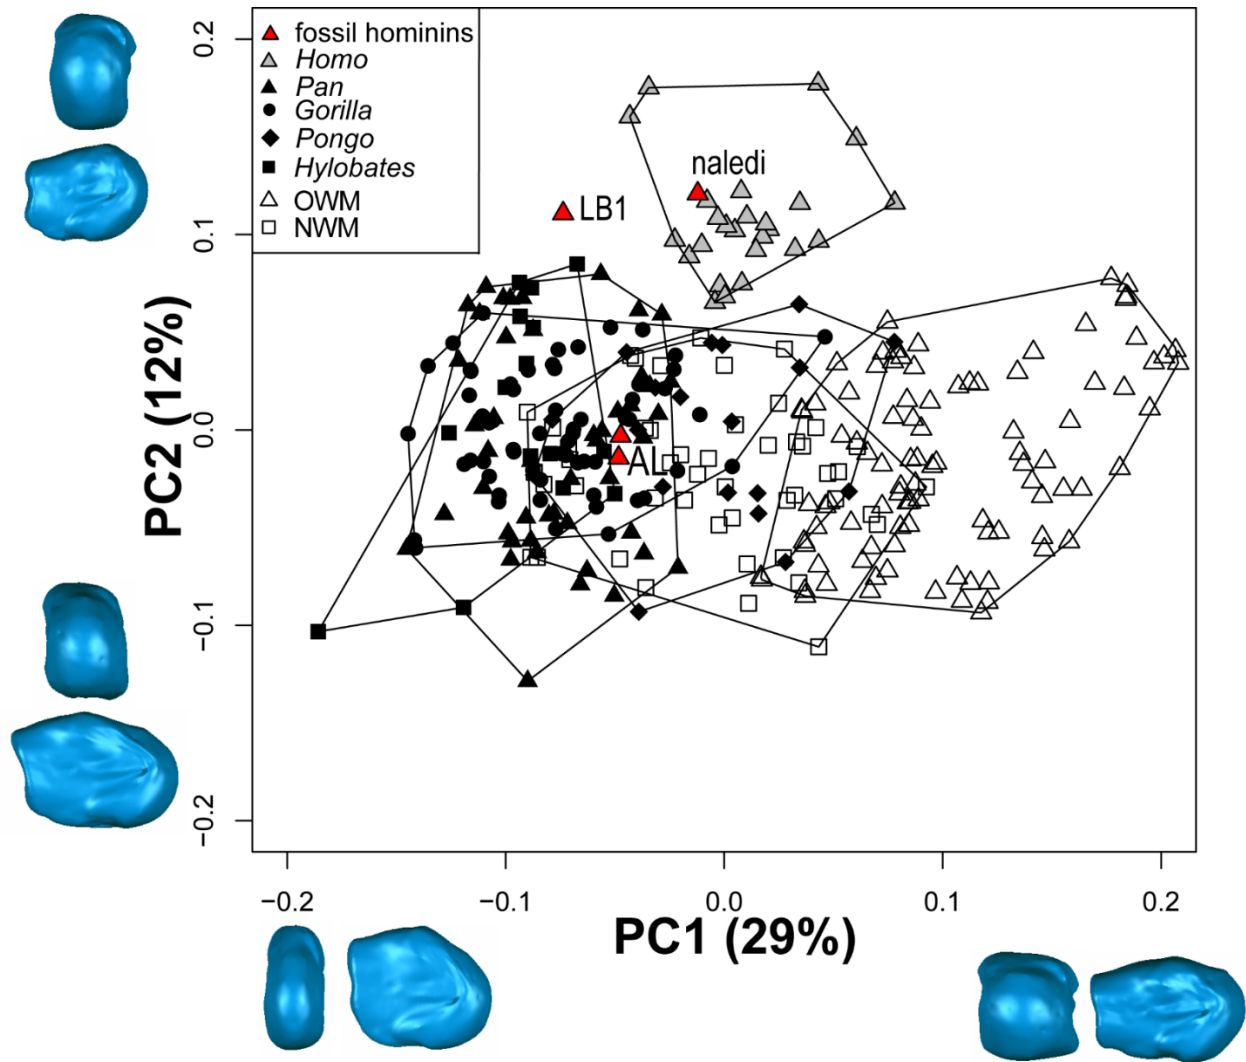 fossil hominins
Homo
Pan
Gorilla
Pongo
Hylobates
OWM
NWM
naledi
LB1
AL
PC2 (12%)
0.2
0.1
0.0
−0.1
−0.2
−0.2
−0.1
0.0
0.1
0.2
PC1 (29%)